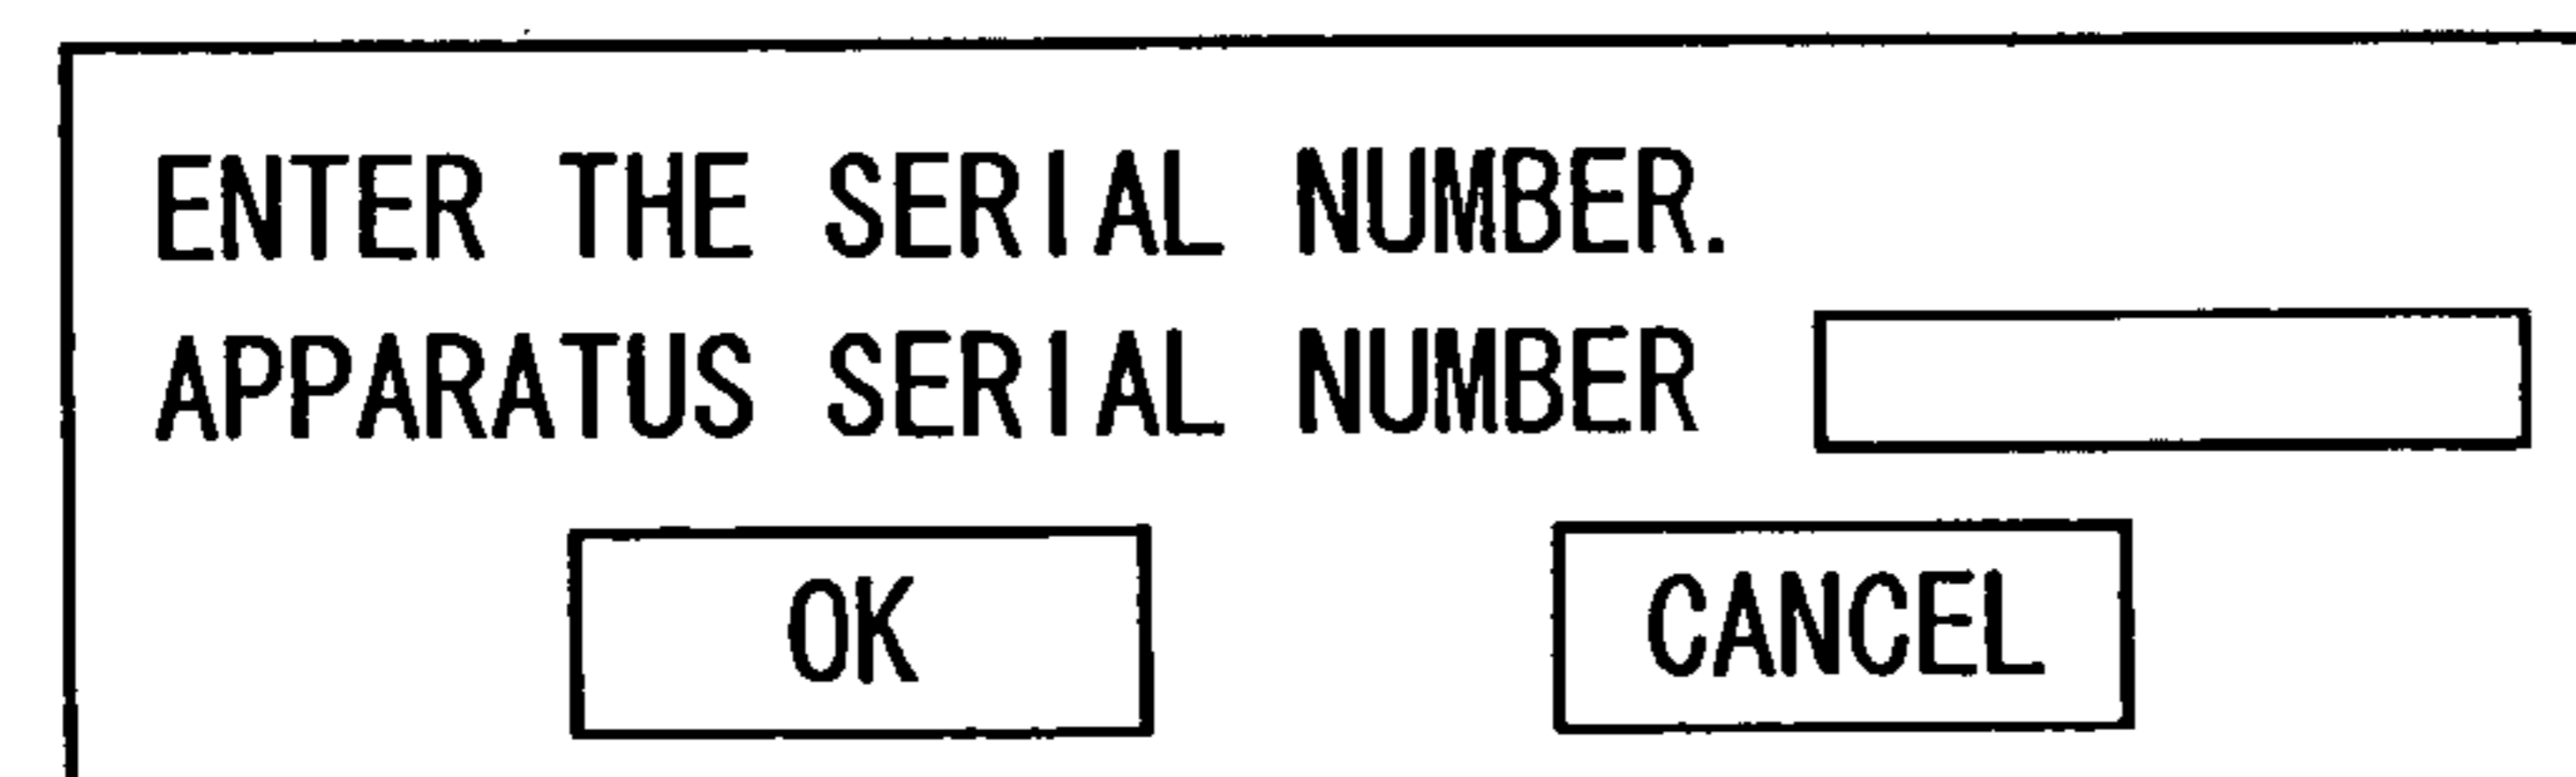 ENTER THE SERIAL NUMBER.
APPARATUS SERIAL NUMBER
OK CANCEL